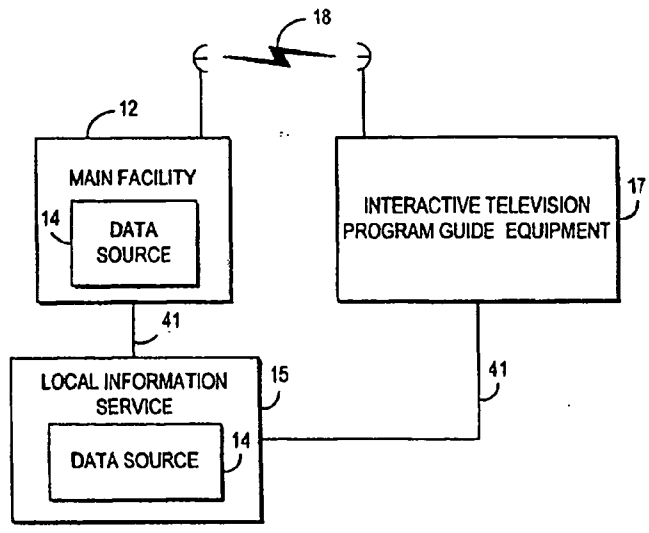 18
12
MAIN FACILITY
14
DATA
SOURCE
INTERACTIVE TELEVISION
PROGRAM GUIDE EQUIPMENT
17
41
LOCAL INFORMATION
SERVICE
15
41
DATA SOURCE
14